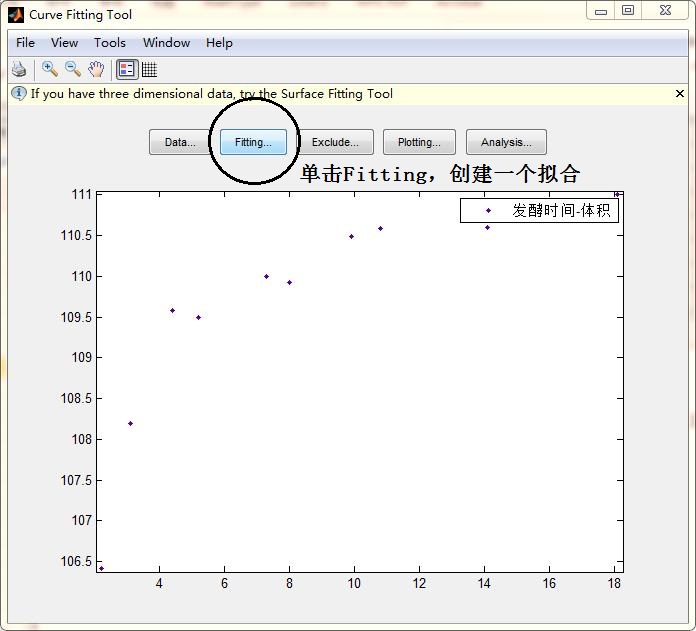 Curve Fitting Tool
File View Tools Window Help
If you have three dimensional data, try the Surface Fitting Tool
Data... Fitting... Exclude... Plotting... Analysis...
单击Fitting，创建一个拟合
发酵时间-体积
111
110.5
110
109.5
109
108.5
108
107.5
107
106.5
4 6 8 10 12 14 16 18